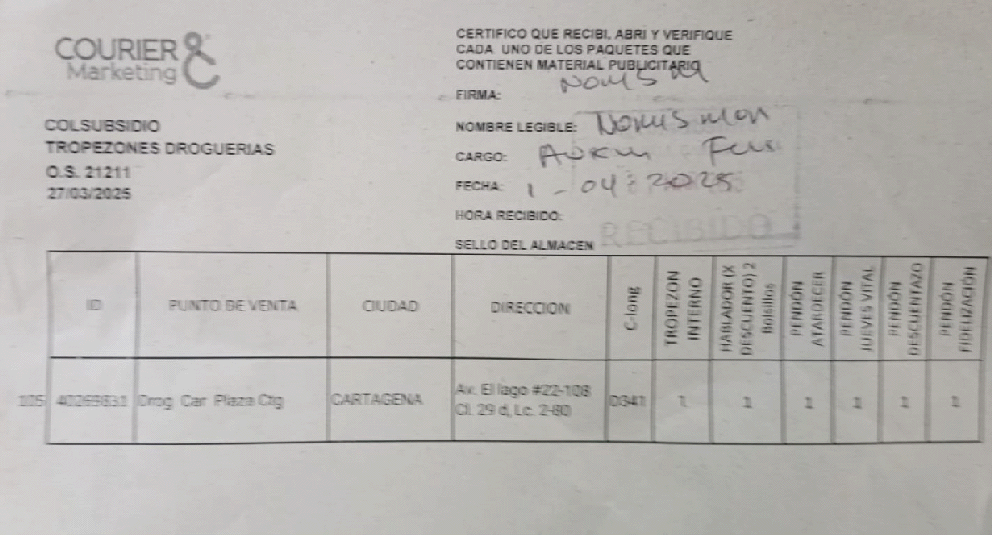 COURIER &
Marketing
COLSUBSIDIO
TROPEZONES DROGUERIAS
O.S. 21211
27/03/2025
CERTIFICO QUE RECIBI, ABRI Y VERIFIQUE
CADA UNO DE LOS PAQUETES QUE
CONTIENEN MATERIAL PUBLICITARIO
FIRMA:
NOMBRE LEGIBLE:
CARGO:
FECHA: 1-04-2025
HORA RECIBIDO:
SELLO DEL ALMACEN RECIBIDO
ID PUNTO DE VENTA CIUDAD DIRECCION C-long TROPEZON INTERNO HABLADOR (X DESCUENTO) 2 Bolsillos PENDÓN ATARDECER PENDÓN JUEVES VITAL PENDÓN DESCUENTAZO PENDÓN FIDELIZACIÓN
105 Drog. Car Plaza Ctg CARTAGENA Av. El lago #22-108 Cl. 29 d, Lc. 2-80 D341 1 1 1 1 1 1